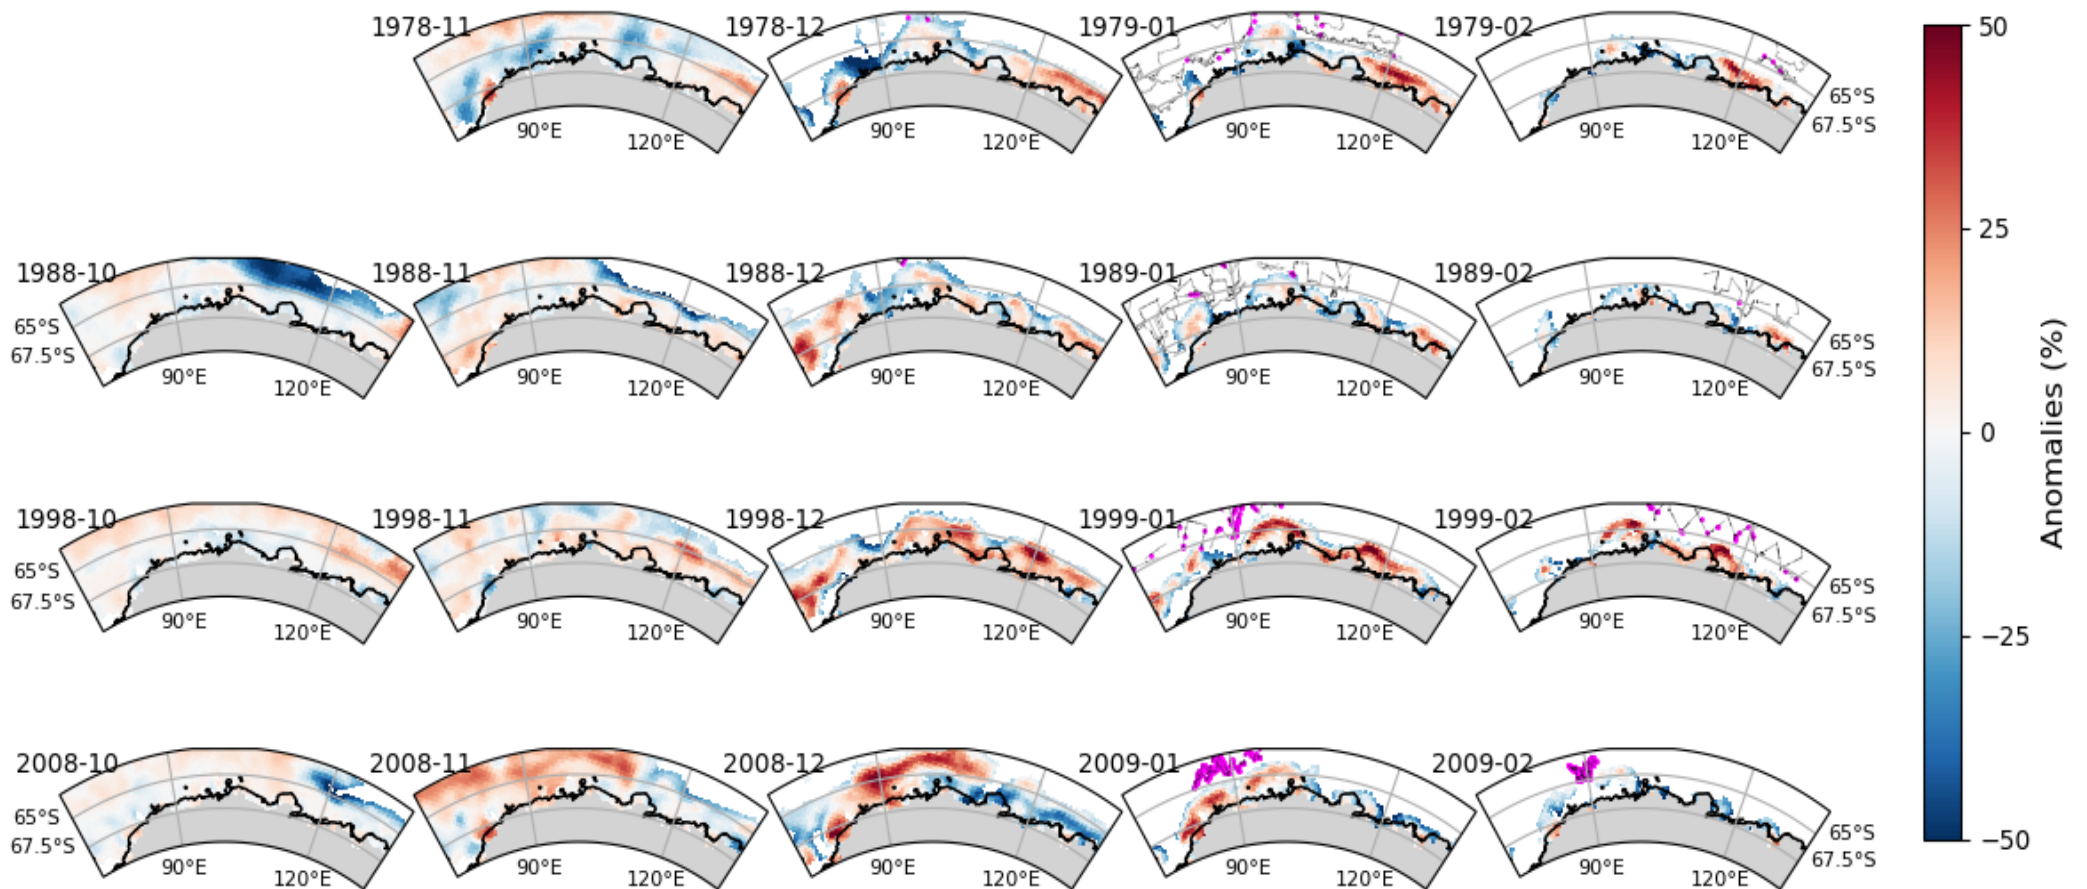 1978-11 1978-12 1979-01 1979-02
90°E 120°E 90°E 120°E 90°E 120°E 90°E 120°E 65°S
67.5°S
1988-10 1988-11 1988-12 1989-01 1989-02
65°S 65°S
67.5°S 67.5°S
90°E 120°E 90°E 120°E 90°E 120°E 90°E 120°E 90°E 120°E
1998-10 1998-11 1998-12 1999-01 1999-02
65°S 65°S
67.5°S 67.5°S
90°E 120°E 90°E 120°E 90°E 120°E 90°E 120°E 90°E 120°E
2008-10 2008-11 2008-12 2009-01 2009-02
65°S 65°S
67.5°S 67.5°S
90°E 120°E 90°E 120°E 90°E 120°E 90°E 120°E 90°E 120°E
50
25
0
−25
−50
Anomalies (%)